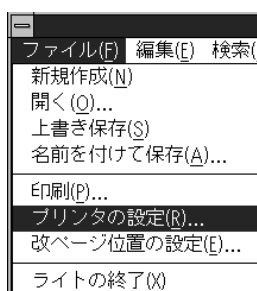 ファイル(F) 編集(E) 検索(
新規作成(N)
開く(O)...
上書き保存(S)
名前を付けて保存(A)...
印刷(P)...
プリンタの設定(R)...
改ページ位置の設定(E)...
ライトの終了(X)